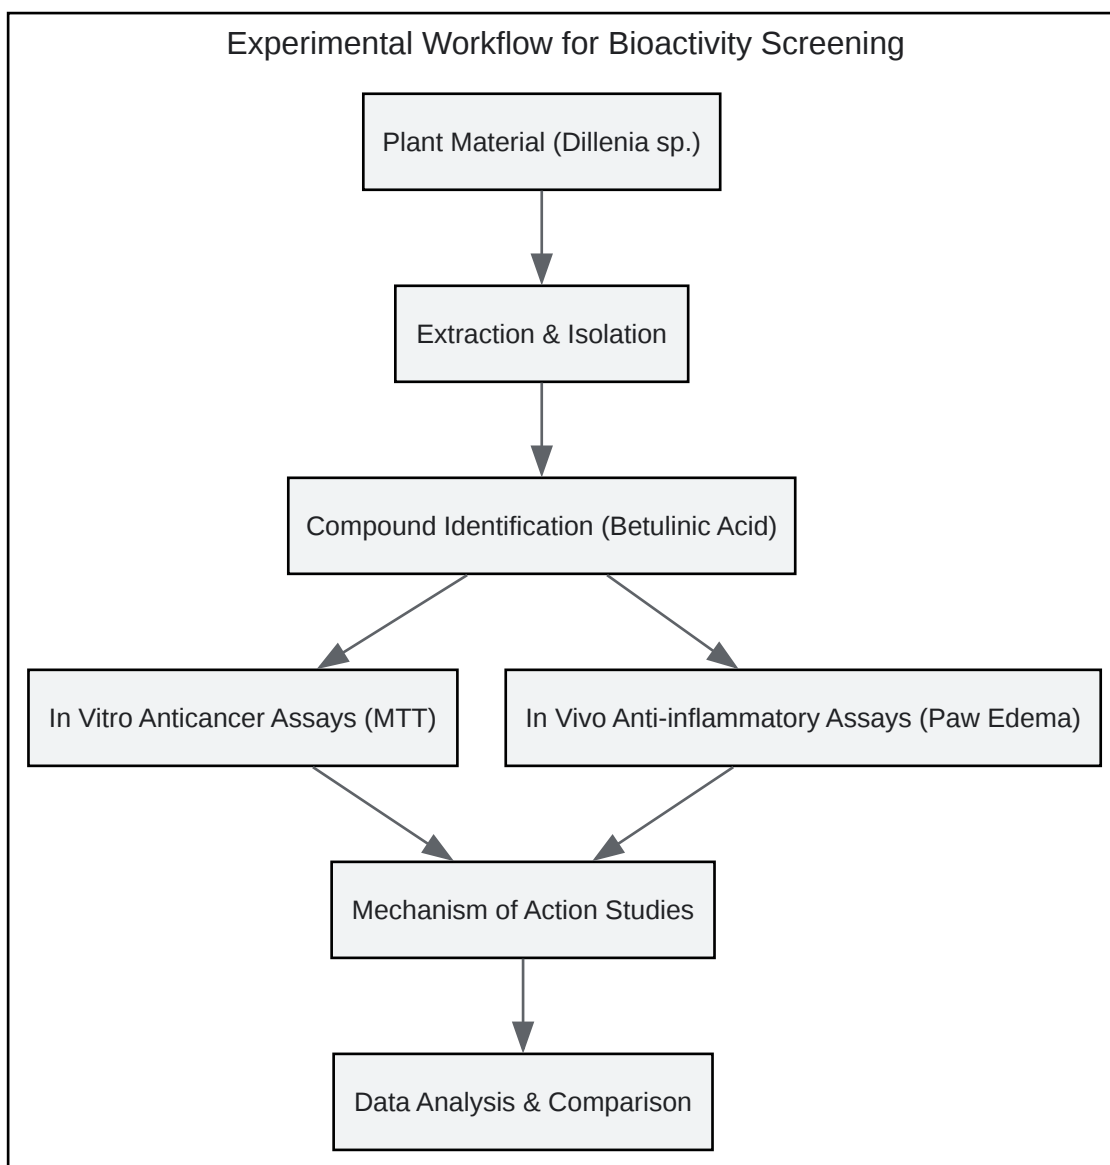 Experimental Workflow for Bioactivity Screening
Plant Material (Dillenia sp.)
Extraction & Isolation
Compound Identification (Betulinic Acid)
In Vitro Anticancer Assays (MTT)
In Vivo Anti-inflammatory Assays (Paw Edema)
Mechanism of Action Studies
Data Analysis & Comparison